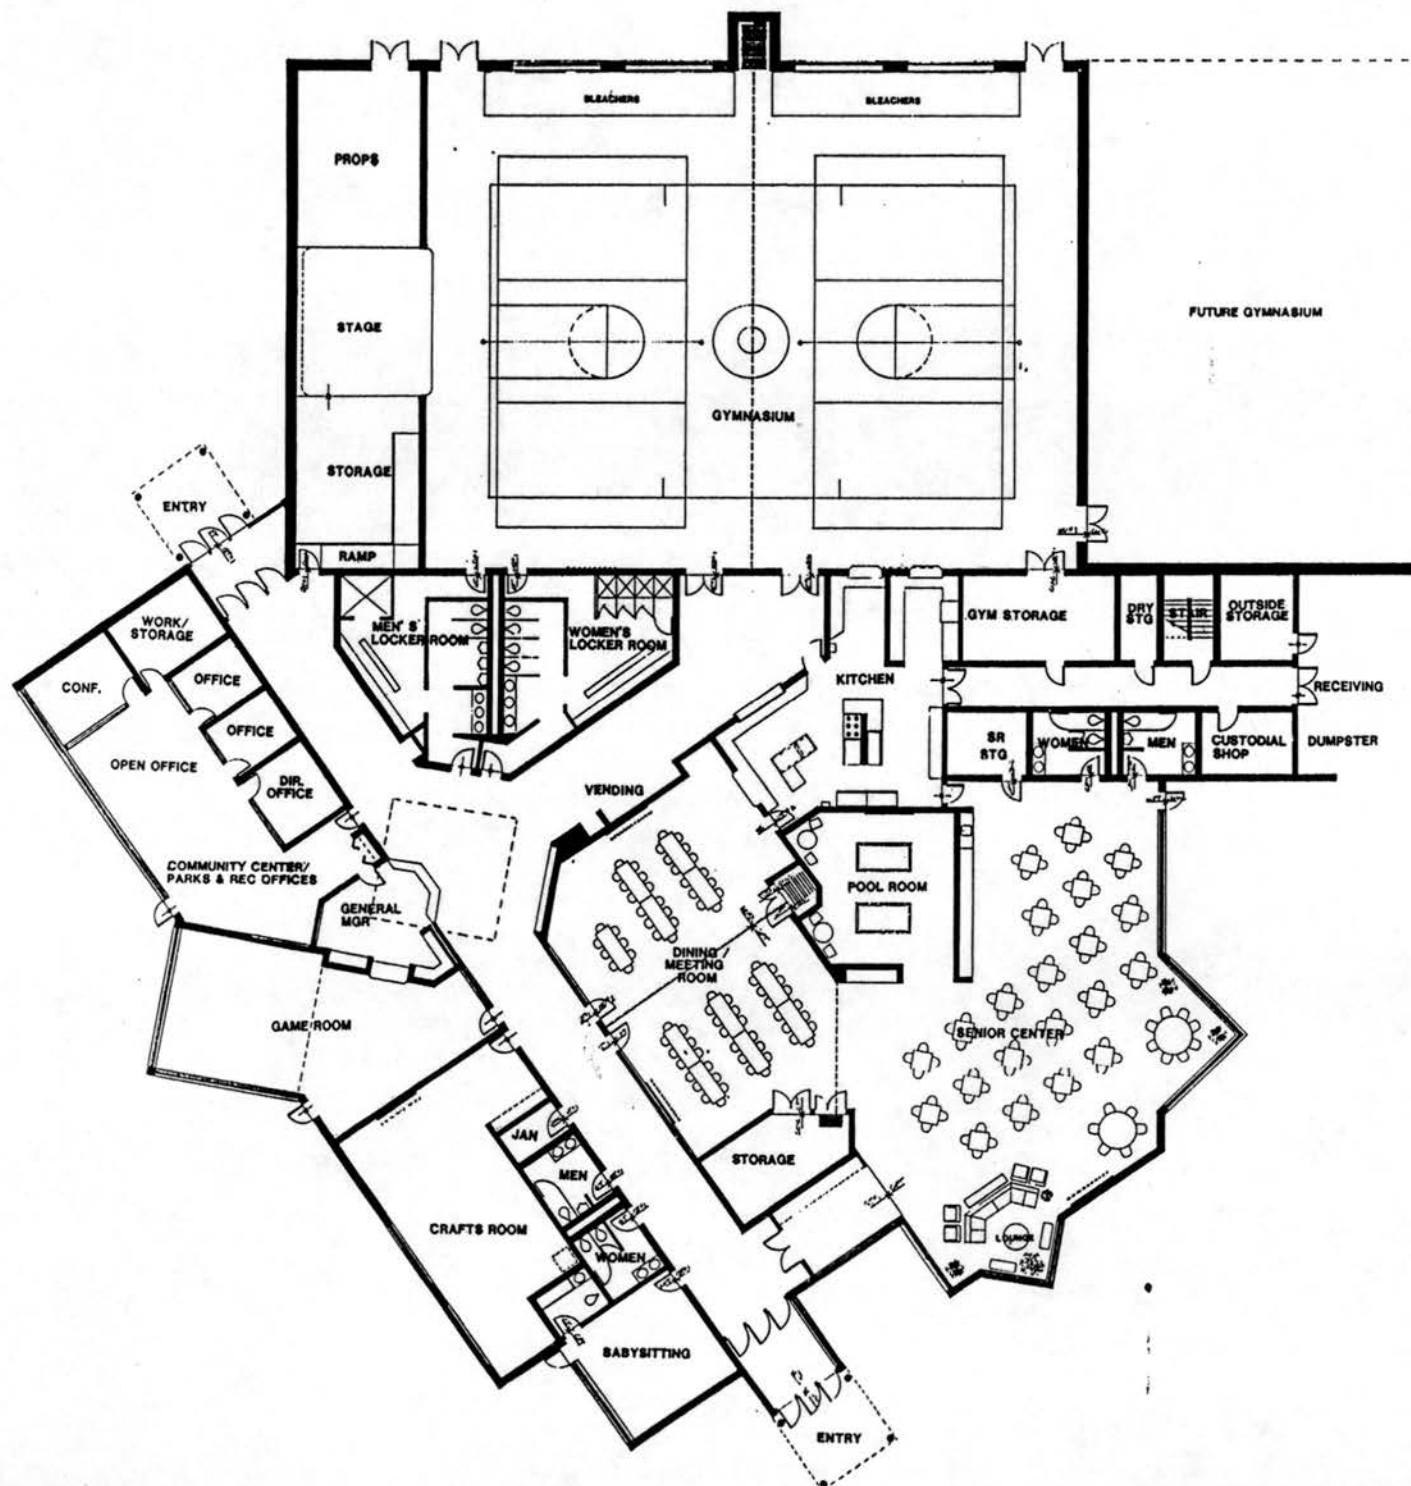 BLEACHERS
BLEACHERS
PROPS
STAGE
FUTURE GYMNASIUM
GYMNASIUM
STORAGE
ENTRY
RAMP
WORK/
STORAGE
MEN'S
LOCKER ROOM
WOMEN'S
LOCKER ROOM
GYM STORAGE
DRY
STG
STAIR
OUTSIDE
STORAGE
CONF.
OFFICE
KITCHEN
RECEIVING
OFFICE
OPEN OFFICE
DIR.
OFFICE
SR
STG
WOMEN
MEN
CUSTODIAL
SHOP
DUMPSTER
VENDING
COMMUNITY CENTER/
PARKS & REC OFFICES
POOL ROOM
GENERAL
MGR
DINING /
MEETING
ROOM
GAME ROOM
SENIOR CENTER
JAN
STORAGE
MEN
CRAFTS ROOM
LOUNGE
WOMEN
BABYSITTING
ENTRY